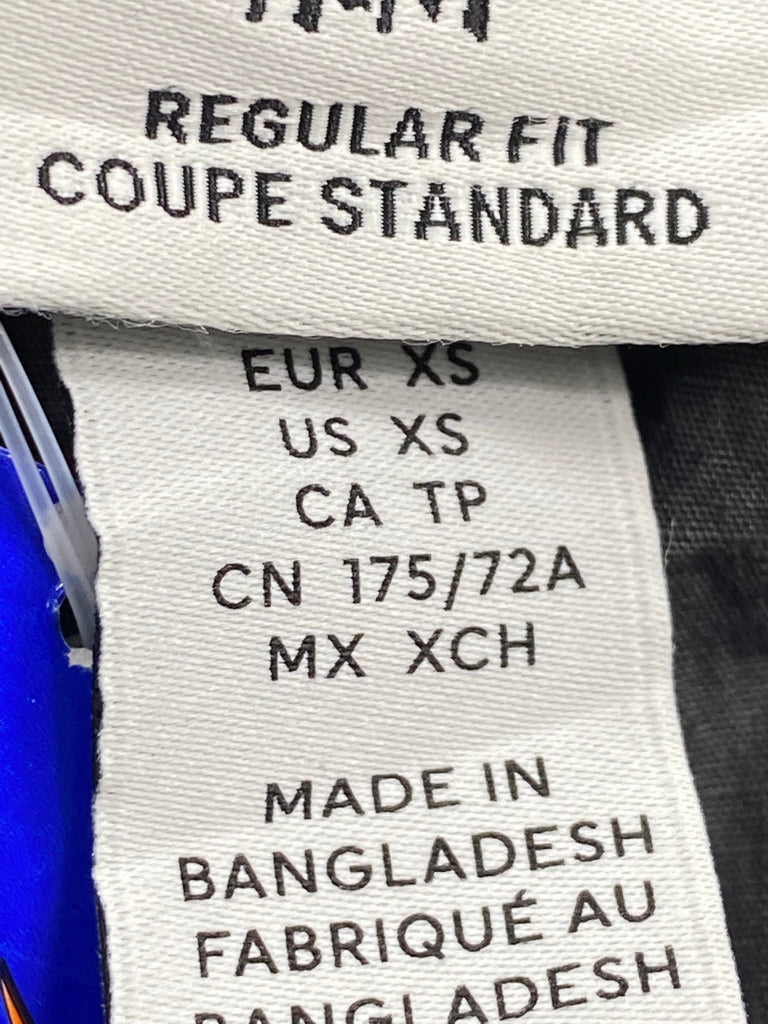 REGULAR FIT
COUPE STANDARD
EUR XS
US XS
CA TP
CN 175/72A
MX XCH
MADE IN
BANGLADESH
FABRIQUÉ AU
BANGLADESH